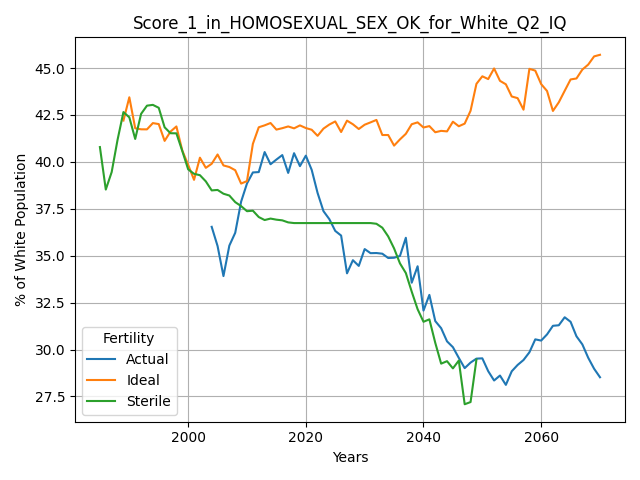 Score_1_in_HOMOSEXUAL_SEX_OK_for_White_Q2_IQ
% of White Population
45.0
42.5
40.0
37.5
35.0
32.5
30.0
27.5
Fertility
Actual
Ideal
Sterile
2000
2020
2040
2060
Years